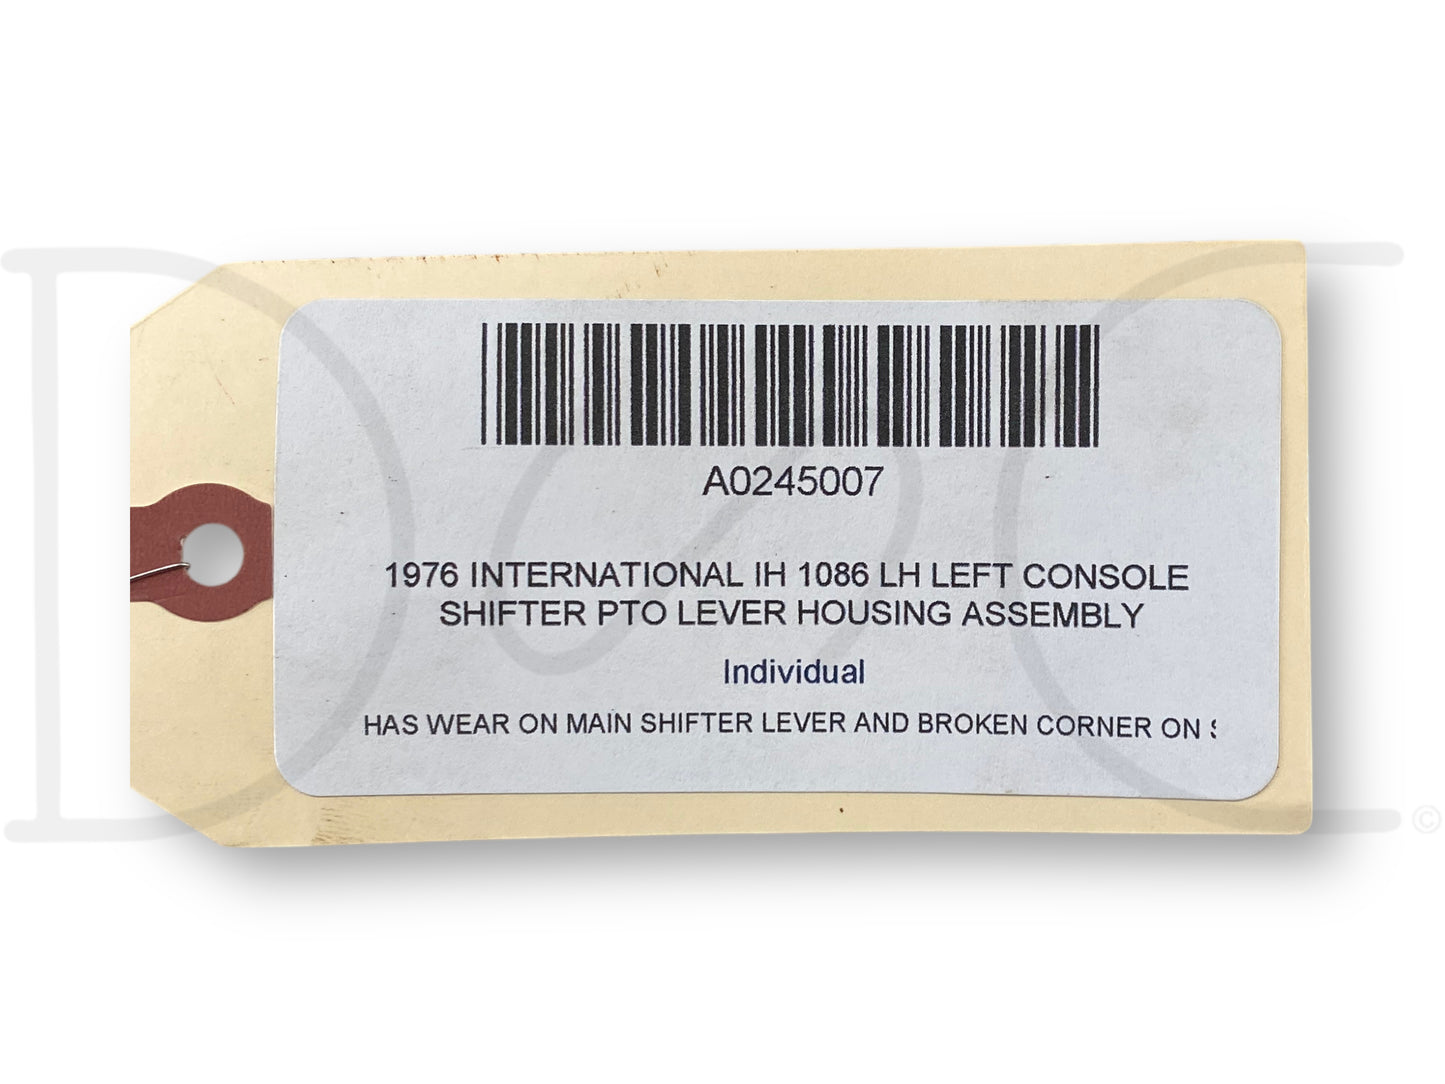 A0245007
1976 INTERNATIONAL IH 1086 LH LEFT CONSOLE
SHIFTER PTO LEVER HOUSING ASSEMBLY
Individual
HAS WEAR ON MAIN SHIFTER LEVER AND BROKEN CORNER ON
©